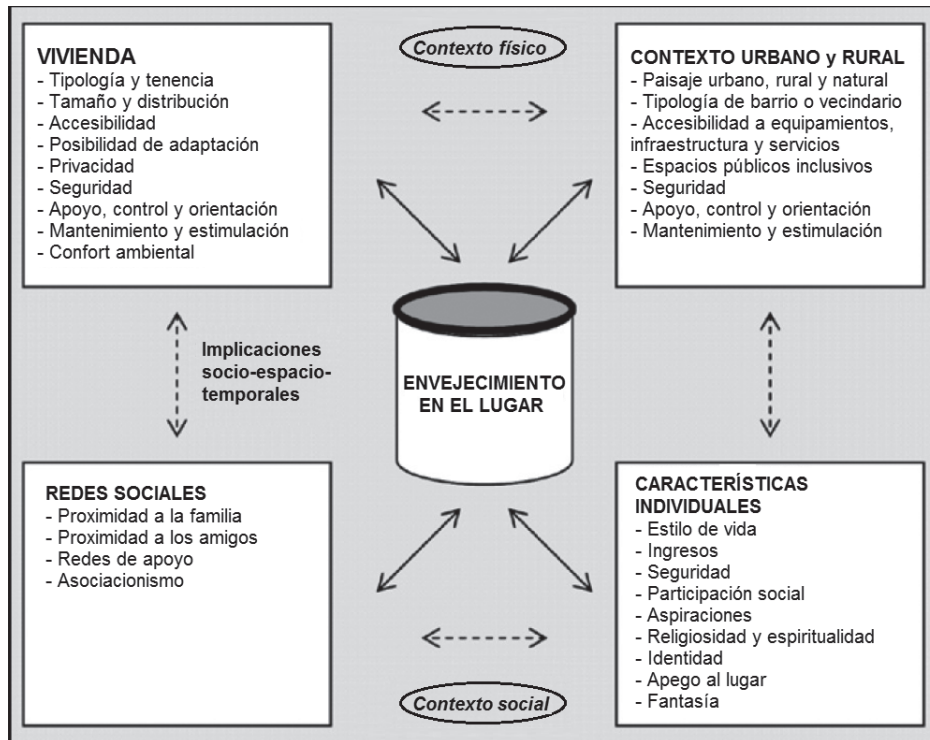 VIVIENDA
- Tipología y tenencia
- Tamaño y distribución
- Accesibilidad
- Posibilidad de adaptación
- Privacidad
- Seguridad
- Apoyo, control y orientación
- Mantenimiento y estimulación
- Confort ambiental
Contexto físico
CONTEXTO URBANO y RURAL
- Paisaje urbano, rural y natural
- Tipología de barrio o vecindario
- Accesibilidad a equipamientos,
infraestructura y servicios
- Espacios públicos inclusivos
- Seguridad
- Apoyo, control y orientación
- Mantenimiento y estimulación
Implicaciones
socio-espacio-
temporales
ENVEJECIMIENTO
EN EL LUGAR
REDES SOCIALES
- Proximidad a la familia
- Proximidad a los amigos
- Redes de apoyo
- Asociacionismo
CARACTERÍSTICAS
INDIVIDUALES
- Estilo de vida
- Ingresos
- Seguridad
- Participación social
- Aspiraciones
- Religiosidad y espiritualidad
- Identidad
- Apego al lugar
- Fantasía
Contexto social